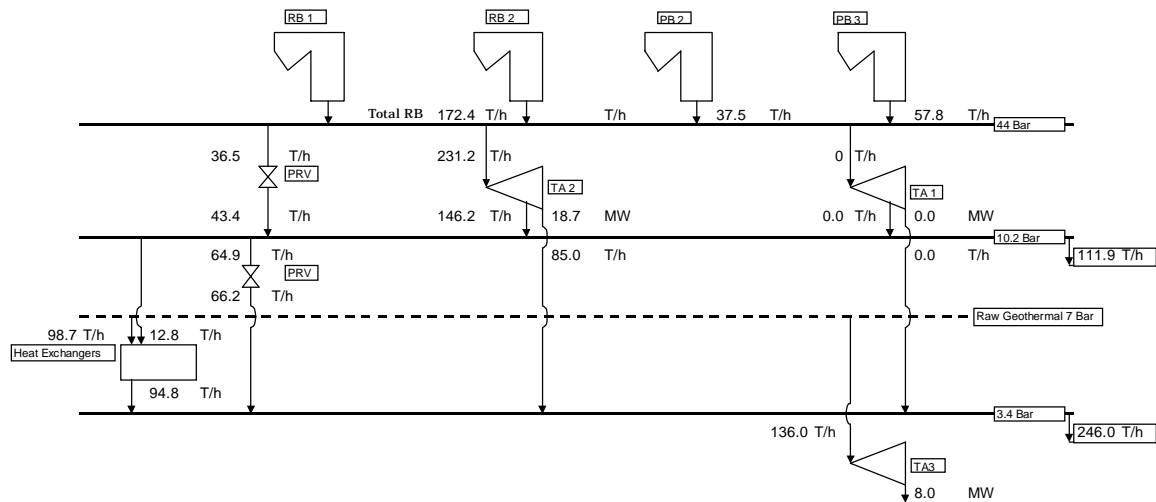 RB 1 RB 2 PB 2 PB 3
Total RB 172.4 T/h T/h 37.5 T/h 57.8 T/h
44 Bar
36.5 T/h 231.2 T/h 0 T/h
PRV TA 2 TA 1
43.4 T/h 146.2 T/h 18.7 MW 0.0 T/h 0.0 MW
10.2 Bar
64.9 T/h 85.0 T/h 0.0 T/h 111.9 T/h
PRV
66.2 T/h
Raw Geothermal 7 Bar
98.7 T/h 12.8 T/h
Heat Exchangers
94.8 T/h
3.4 Bar
136.0 T/h 246.0 T/h
TA3
8.0 MW